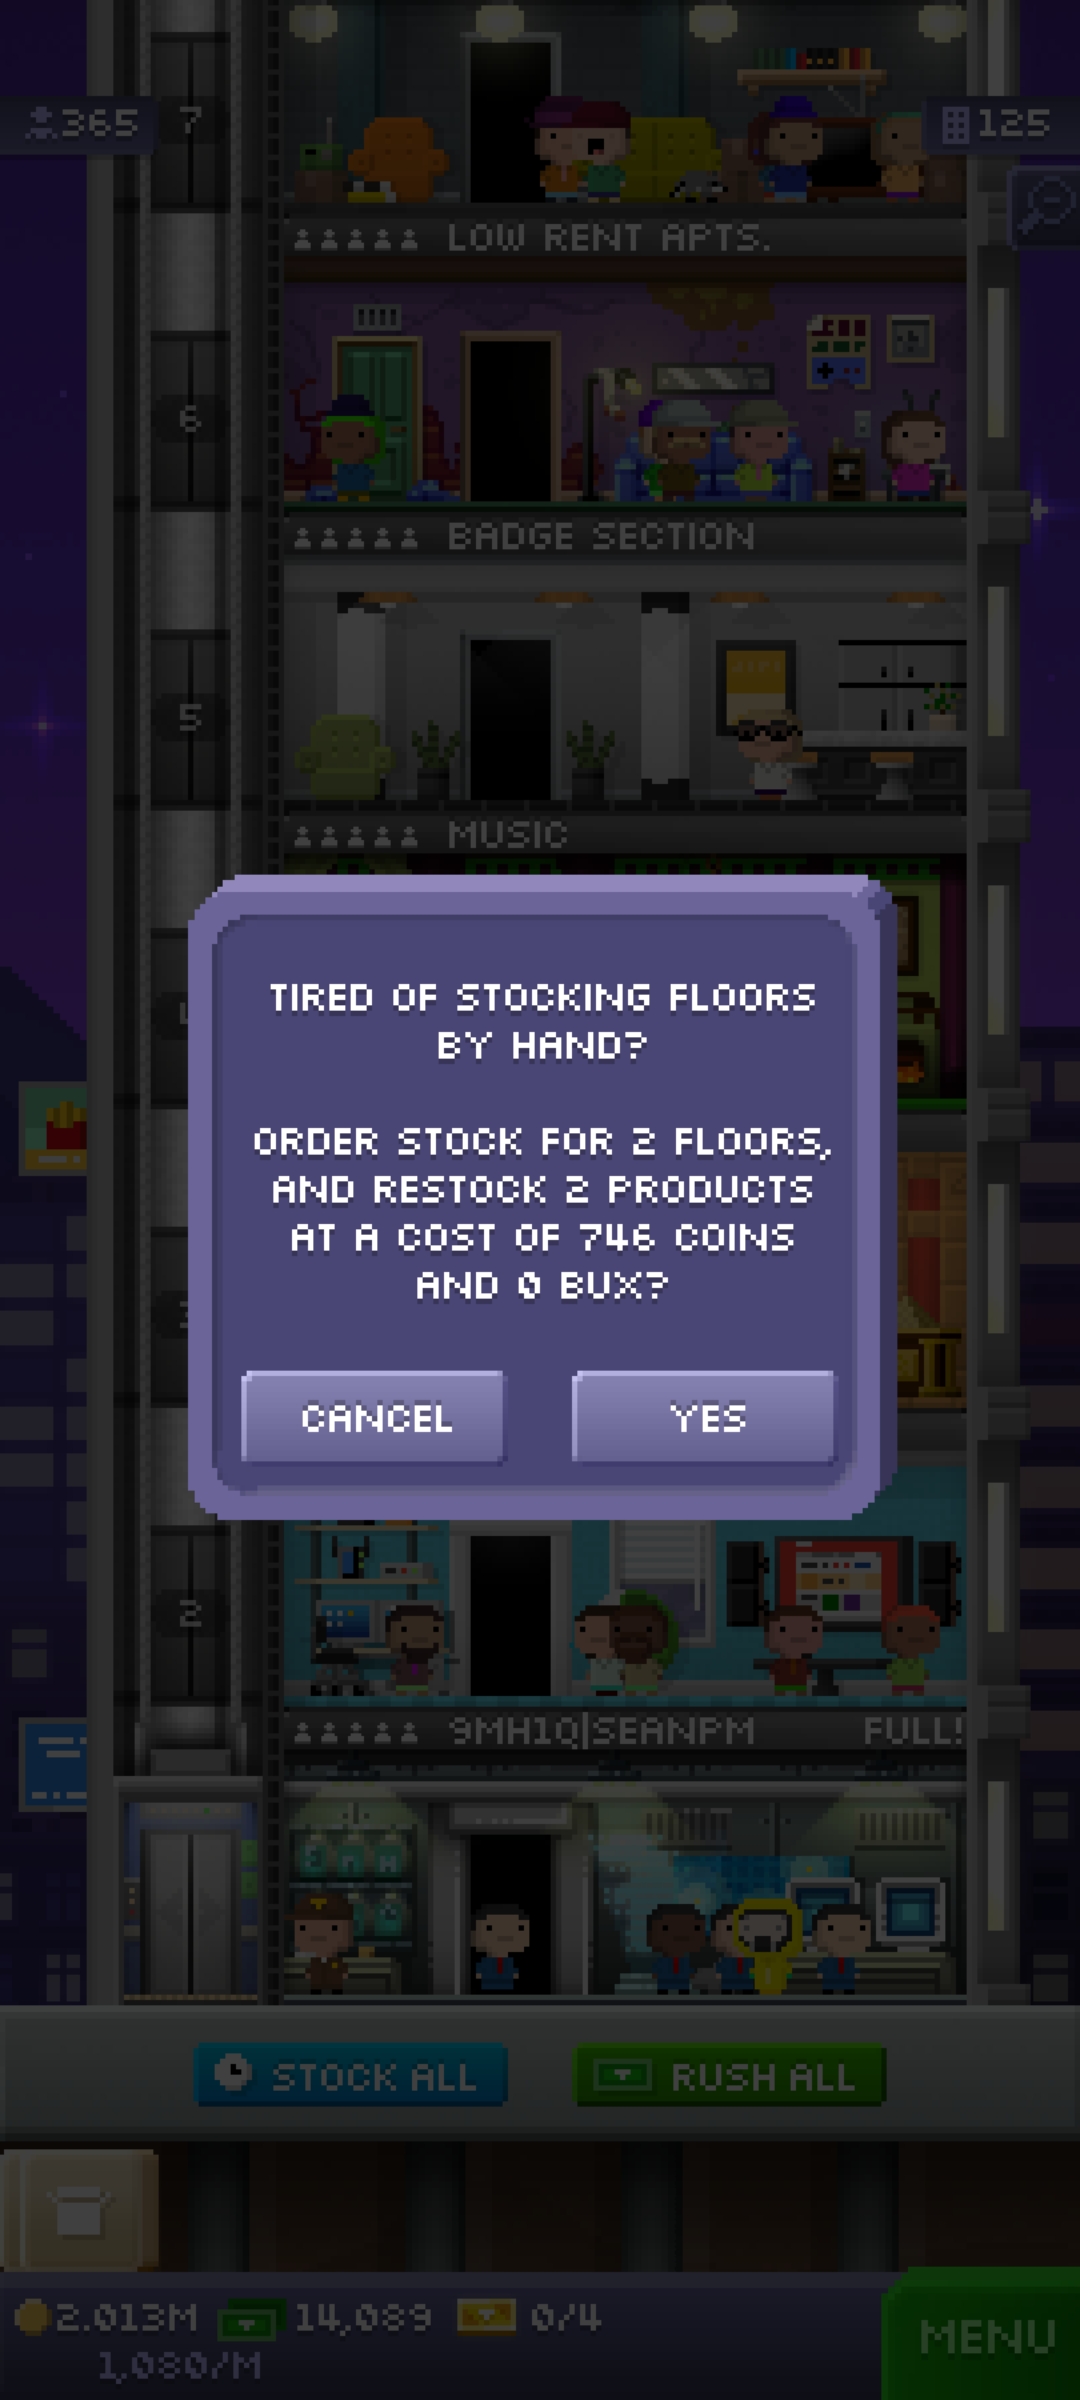 365
7
125
LOW RENT APTS.
6
BADGE SECTION
5
MUSIC
TIRED OF STOCKING FLOORS
BY HAND?
ORDER STOCK FOR 2 FLOORS,
AND RESTOCK 2 PRODUCTS
AT A COST OF 746 COINS
AND 0 BUX?
CANCEL
YES
2
9MH1Q|SEANPM
FULL!
STOCK ALL
RUSH ALL
2.013M
14,089
0/4
1,080/M
MENU